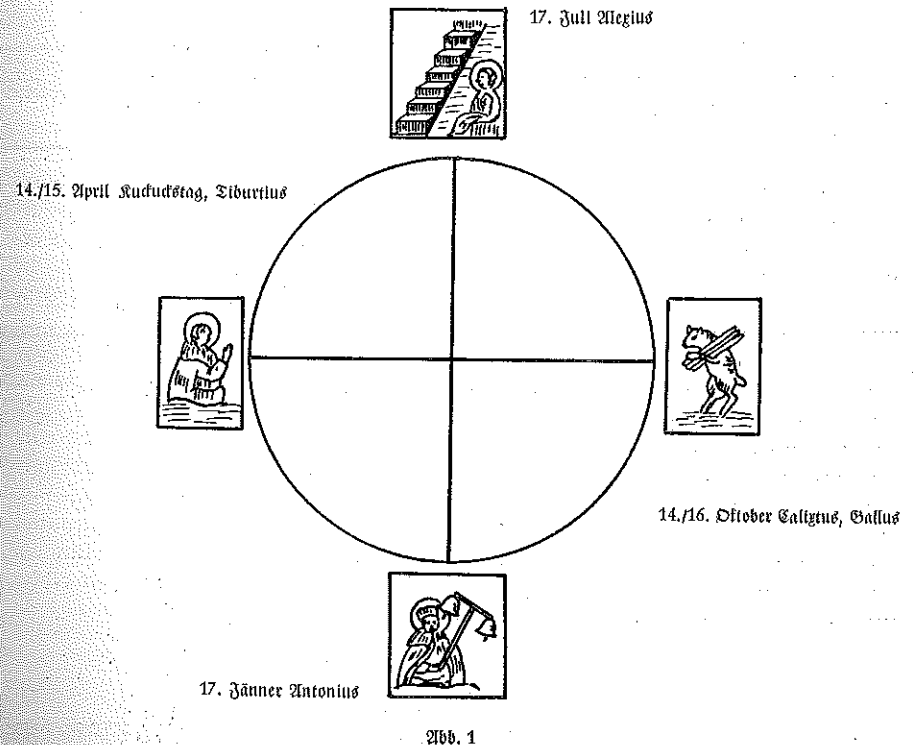 17. Juli Alexius
14./15. April Kuckuckstag, Tiburtius
14./16. Oktober Calixtus, Gallus
17. Jänner Antonius
Abb. 1